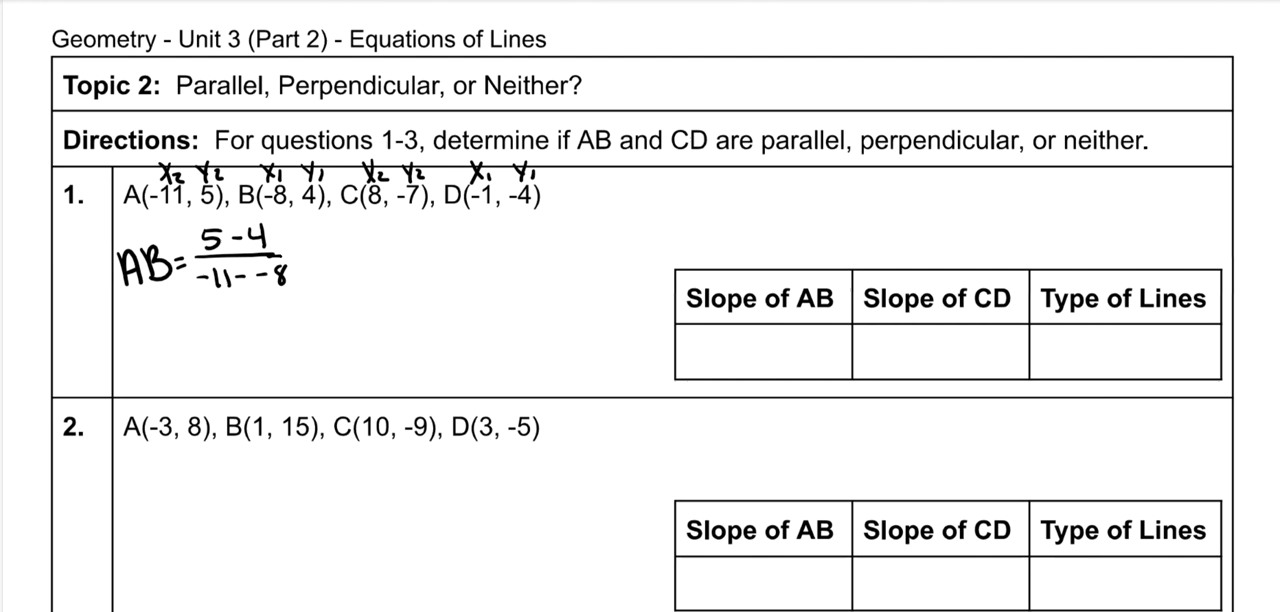 Geometry - Unit 3 (Part 2) - Equations of Lines
Topic 2: Parallel, Perpendicular, or Neither?
Directions: For questions 1-3, determine if AB and CD are parallel, perpendicular, or neither.
X₂ Y₂ X₁ Y₁ X₂ Y₂ X₁ Y₁
1. A(-11, 5), B(-8, 4), C(8, -7), D(-1, -4)
5 - 4
AB =
-11 - -8
Slope of AB Slope of CD Type of Lines
2. A(-3, 8), B(1, 15), C(10, -9), D(3, -5)
Slope of AB Slope of CD Type of Lines